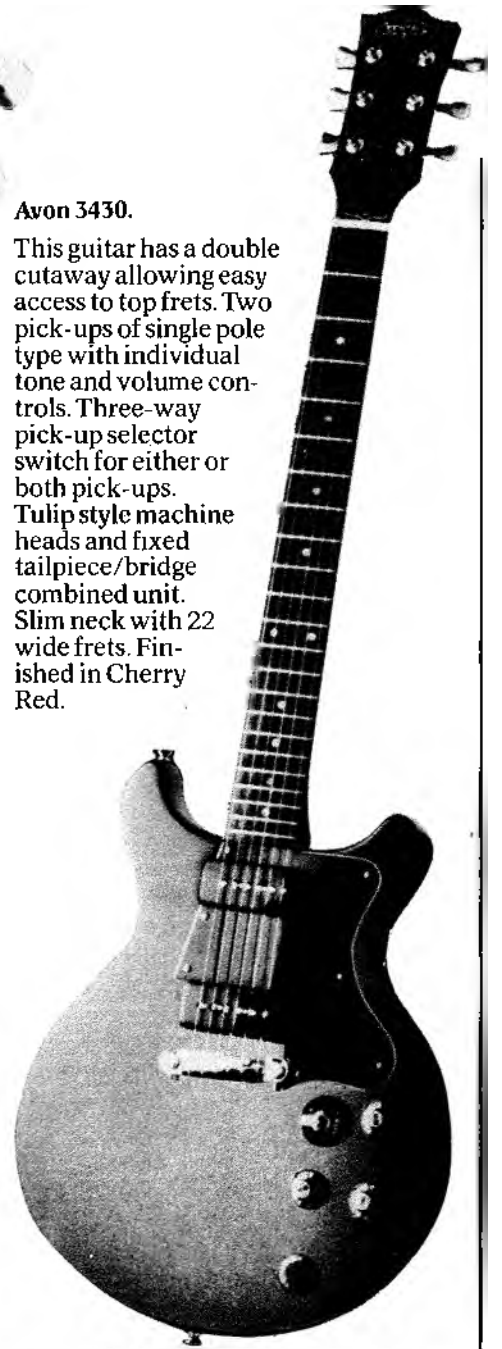 Avon 3430.
This guitar has a double
cutaway allowing easy
access to top frets. Two
pick-ups of single pole
type with individual
tone and volume con-
trols. Three-way
pick-up selector
switch for either or
both pick-ups.
Tulip style machine
heads and fixed
tailpiece/bridge
combined unit.
Slim neck with 22
wide frets. Fin-
ished in Cherry
Red.